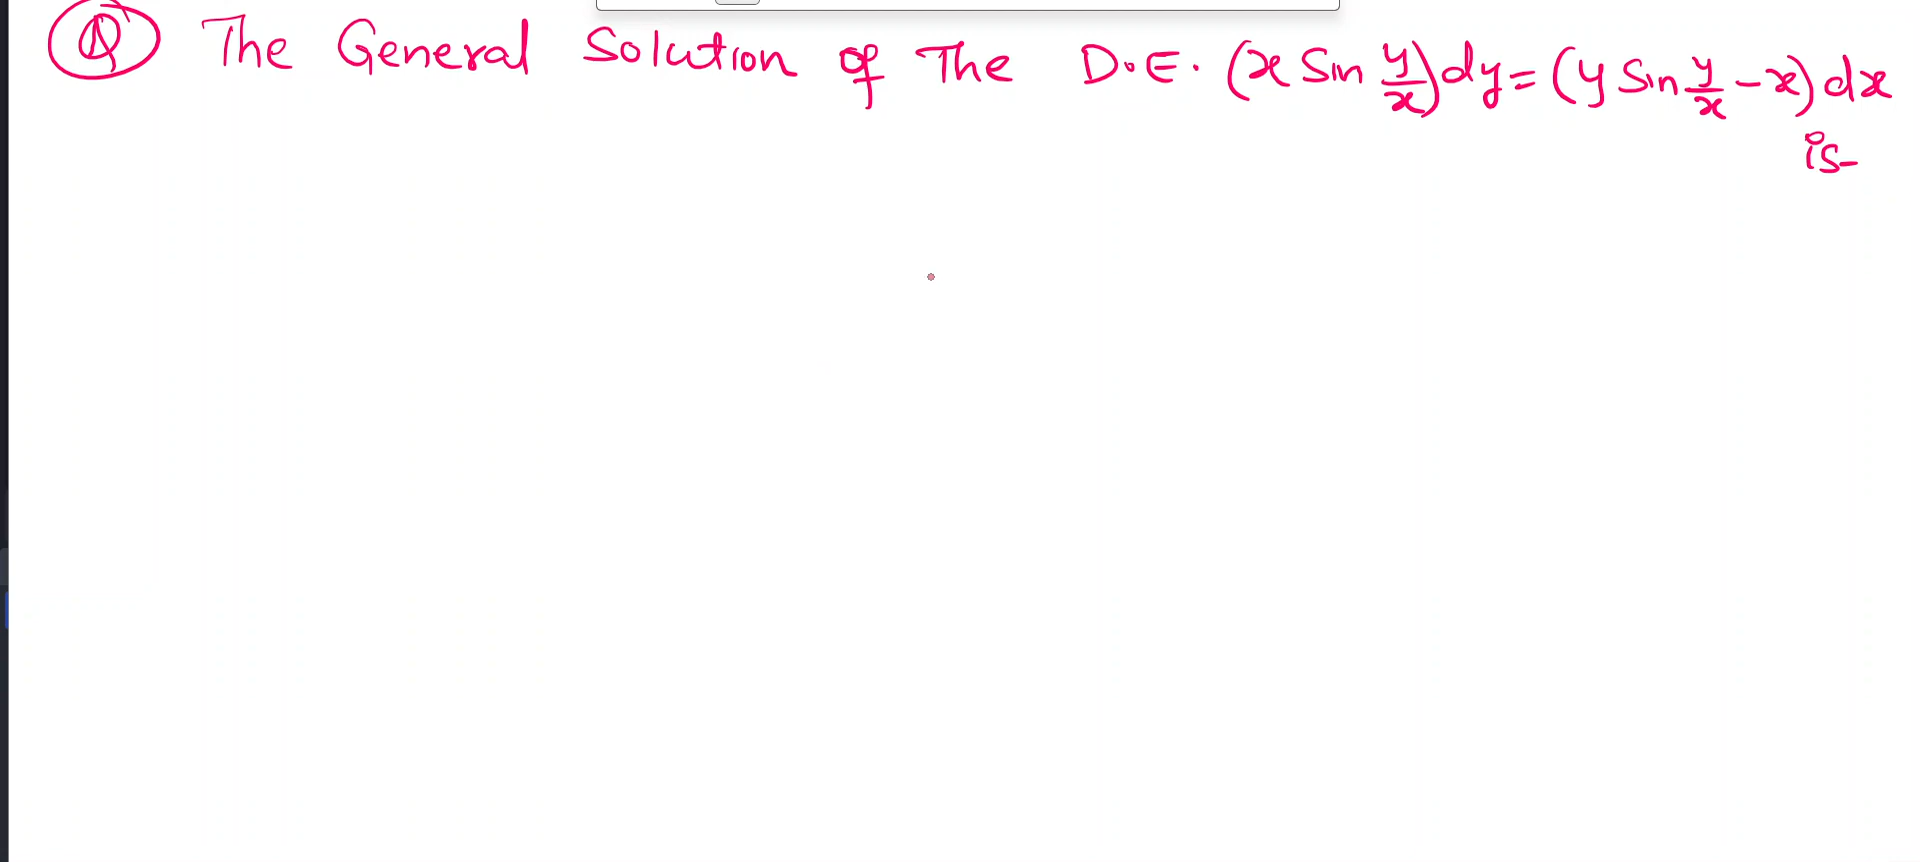 Q The General Solution of The D.E. (x Sin y/x)dy = (y Sin y/x - x)dx
is-